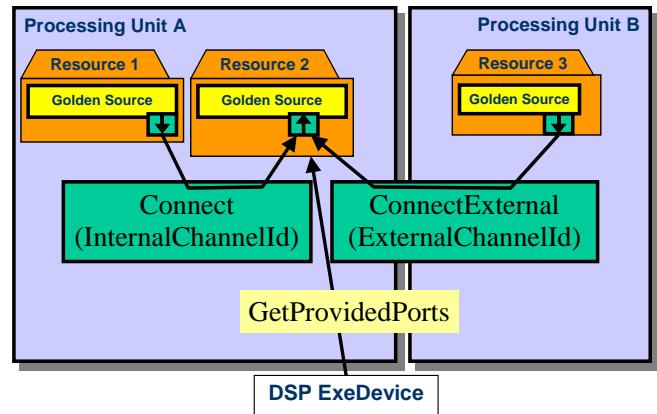 Processing Unit A
Processing Unit B
Resource 1
Resource 2
Resource 3
Golden Source
Golden Source
Golden Source
Connect
(InternalChannelId)
ConnectExternal
(ExternalChannelId)
GetProvidedPorts
DSP ExeDevice